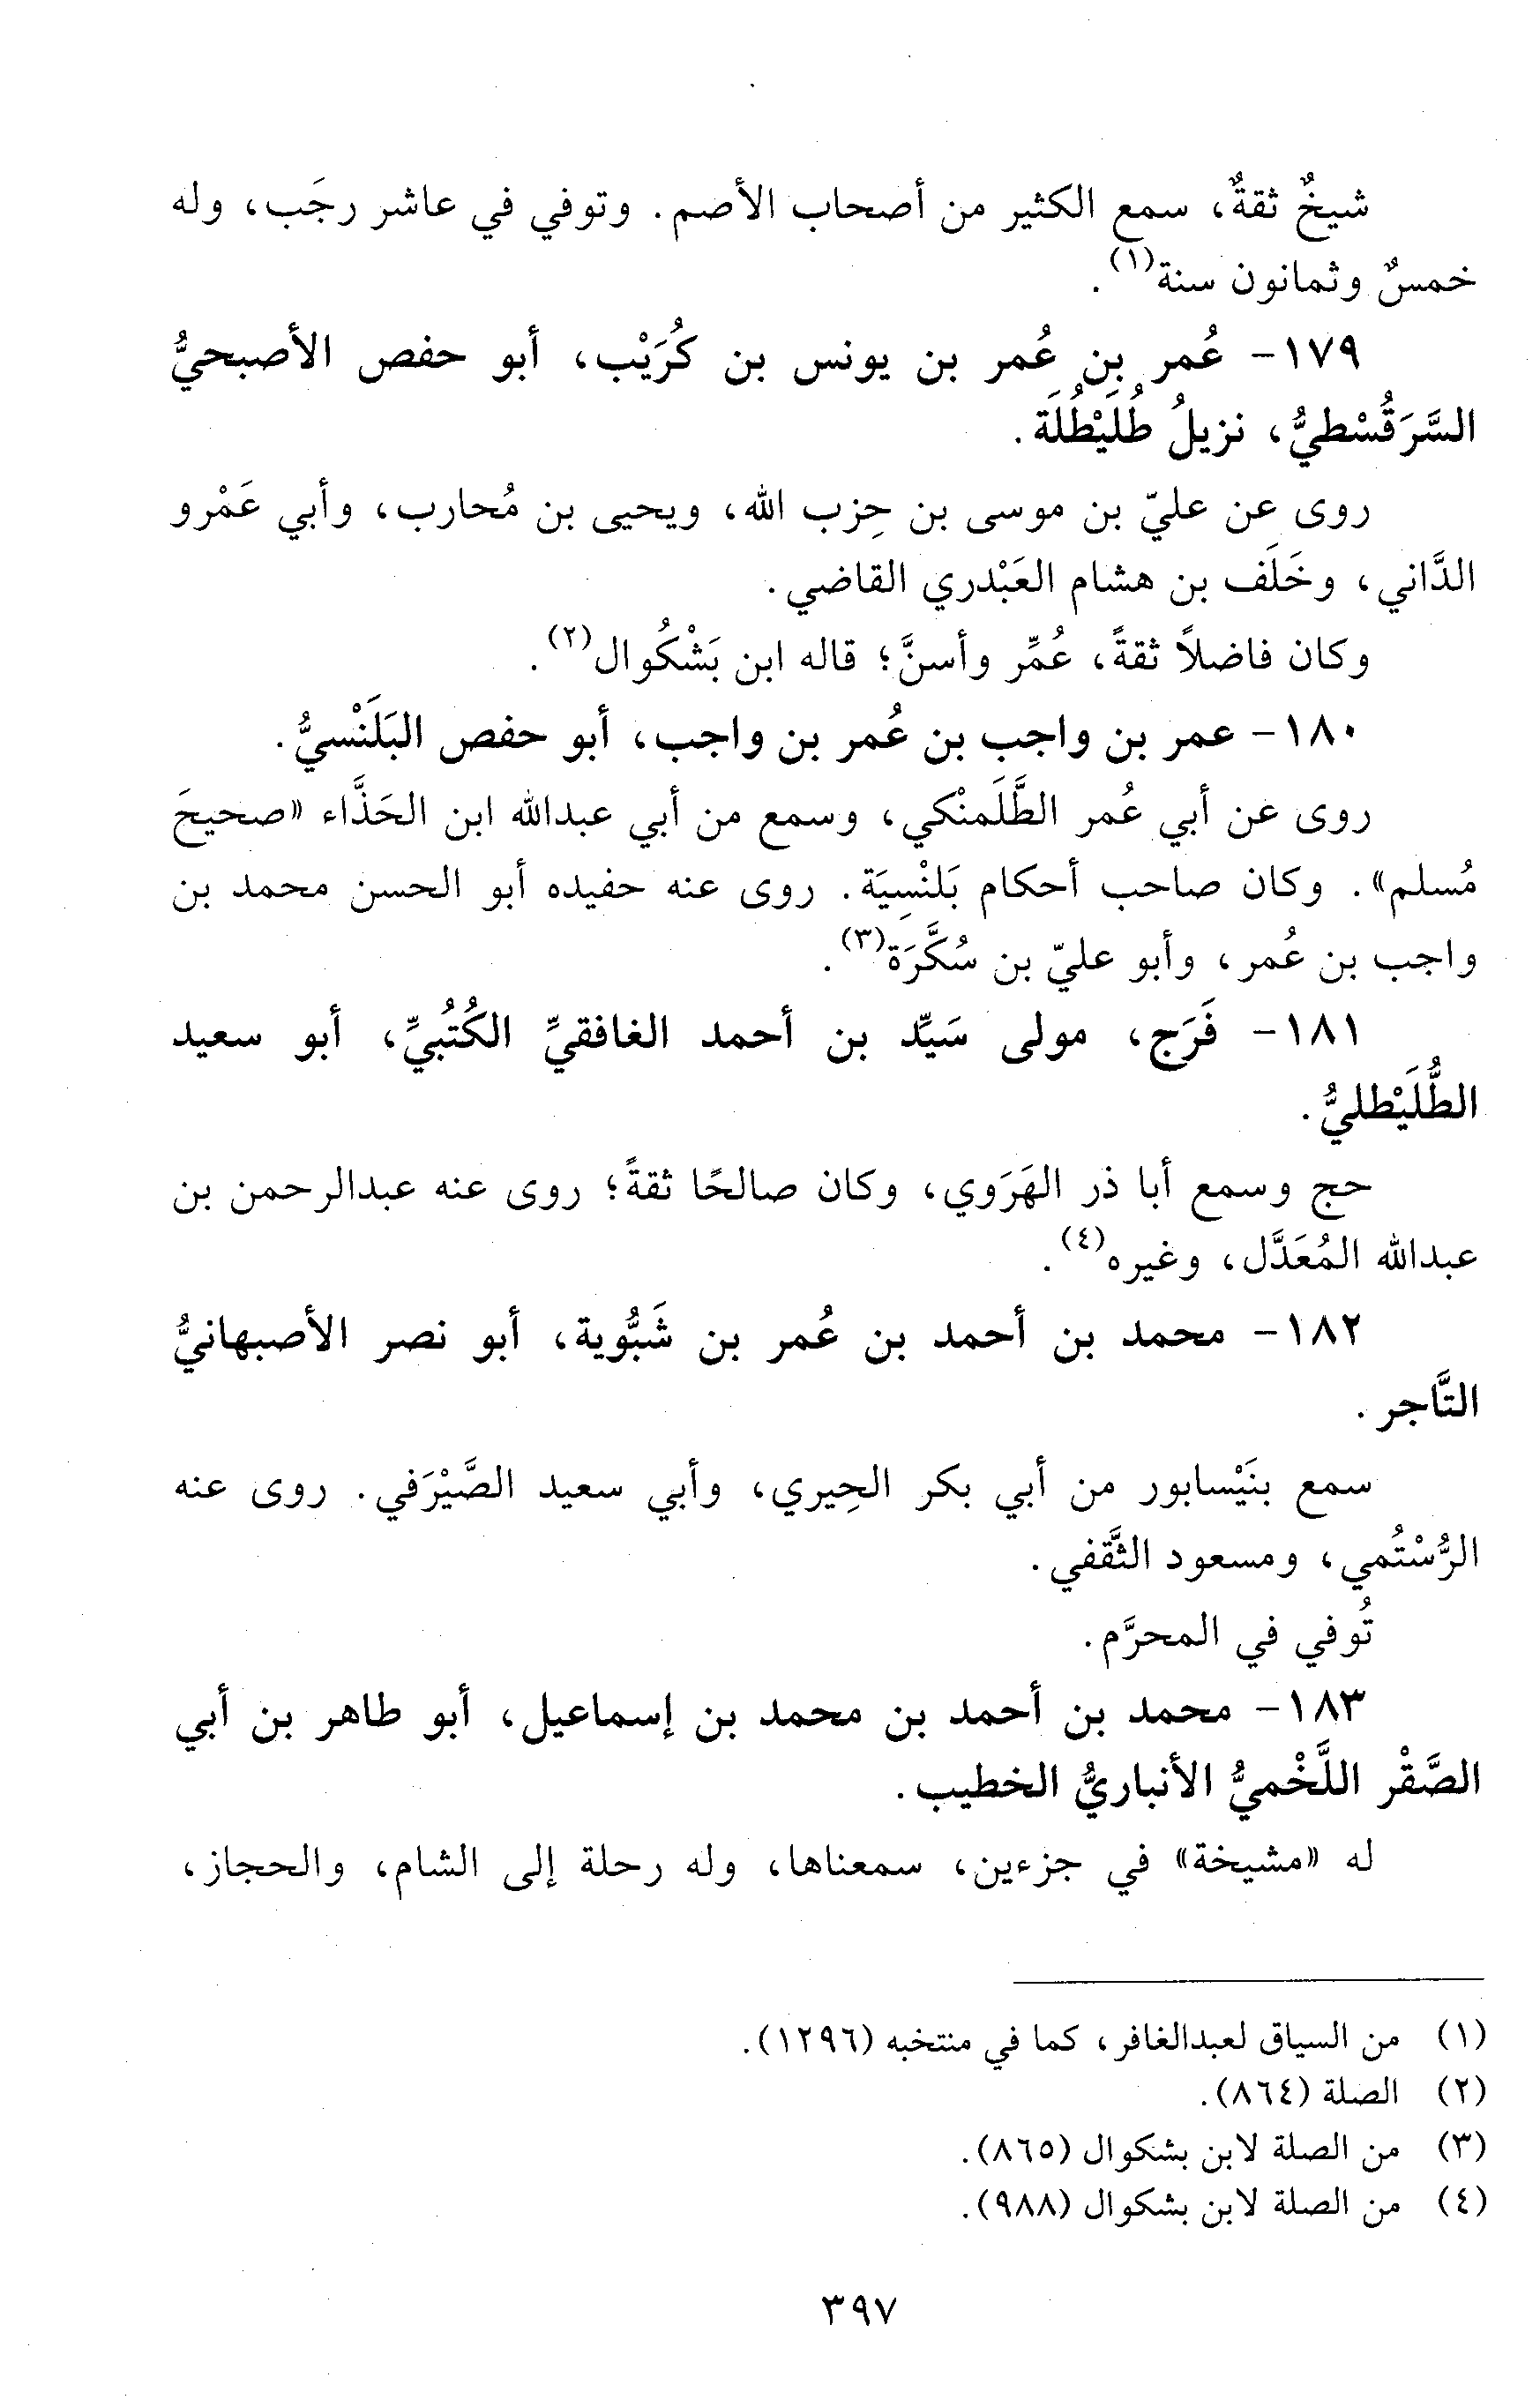 شيخٌ ثقةٌ، سمع الكثير من أصحاب الأصم. وتوفي في عاشر رجَب، وله
خمسٌ وثمانون سنة(١).
١٧٩- عُمر بن عُمر بن يونس بن كُرَيْب، أبو حفص الأصبحيُّ
السَّرَقُسْطيُّ، نزيلُ طُلَيْطُلَة.
روى عن عليّ بن موسى بن حِزب الله، ويحيى بن مُحارب، وأبي عَمْرو
الدَّاني، وخَلَف بن هشام العَبْدري القاضي.
وكان فاضلاً ثقةً، عُمِّر وأسنَّ؛ قاله ابن بَشْكُوال(٢).
١٨٠- عمر بن واجب بن عُمر بن واجب، أبو حفص البَلَنْسيُّ.
روى عن أبي عُمر الطَّلَمنْكي، وسمع من أبي عبدالله ابن الحَذَّاء «صحيحَ
مُسلم». وكان صاحب أحكام بَلنْسِيَة. روى عنه حفيده أبو الحسن محمد بن
واجب بن عُمر، وأبو عليّ بن سُكَّرَة(٣).
١٨١- فَرَج، مولى سَيِّد بن أحمد الغافقيِّ الكُتُبيِّ، أبو سعيد
الطُّلَيْطليُّ.
حج وسمع أبا ذر الهَرَوي، وكان صالحًا ثقةً؛ روى عنه عبدالرحمن بن
عبدالله المُعَدَّل، وغيره(٤).
١٨٢- محمد بن أحمد بن عُمر بن شَبُّوية، أبو نصر الأصبهانيُّ
التَّاجر.
سمع بنَيْسابور من أبي بكر الحِيري، وأبي سعيد الصَّيْرَفي. روى عنه
الرُّسْتُمي، ومسعود الثَّقفي.
تُوفي في المحرَّم.
١٨٣- محمد بن أحمد بن محمد بن إسماعيل، أبو طاهر بن أبي
الصَّقْر اللَّخْميُّ الأنباريُّ الخطيب.
له «مشيخة» في جزءين، سمعناها، وله رحلة إلى الشام، والحجاز،
(١) من السياق لعبدالغافر، كما في منتخبه (١٢٩٦).
(٢) الصلة (٨٦٤).
(٣) من الصلة لابن بشكوال (٨٦٥).
(٤) من الصلة لابن بشكوال (٩٨٨).
٣٩٧